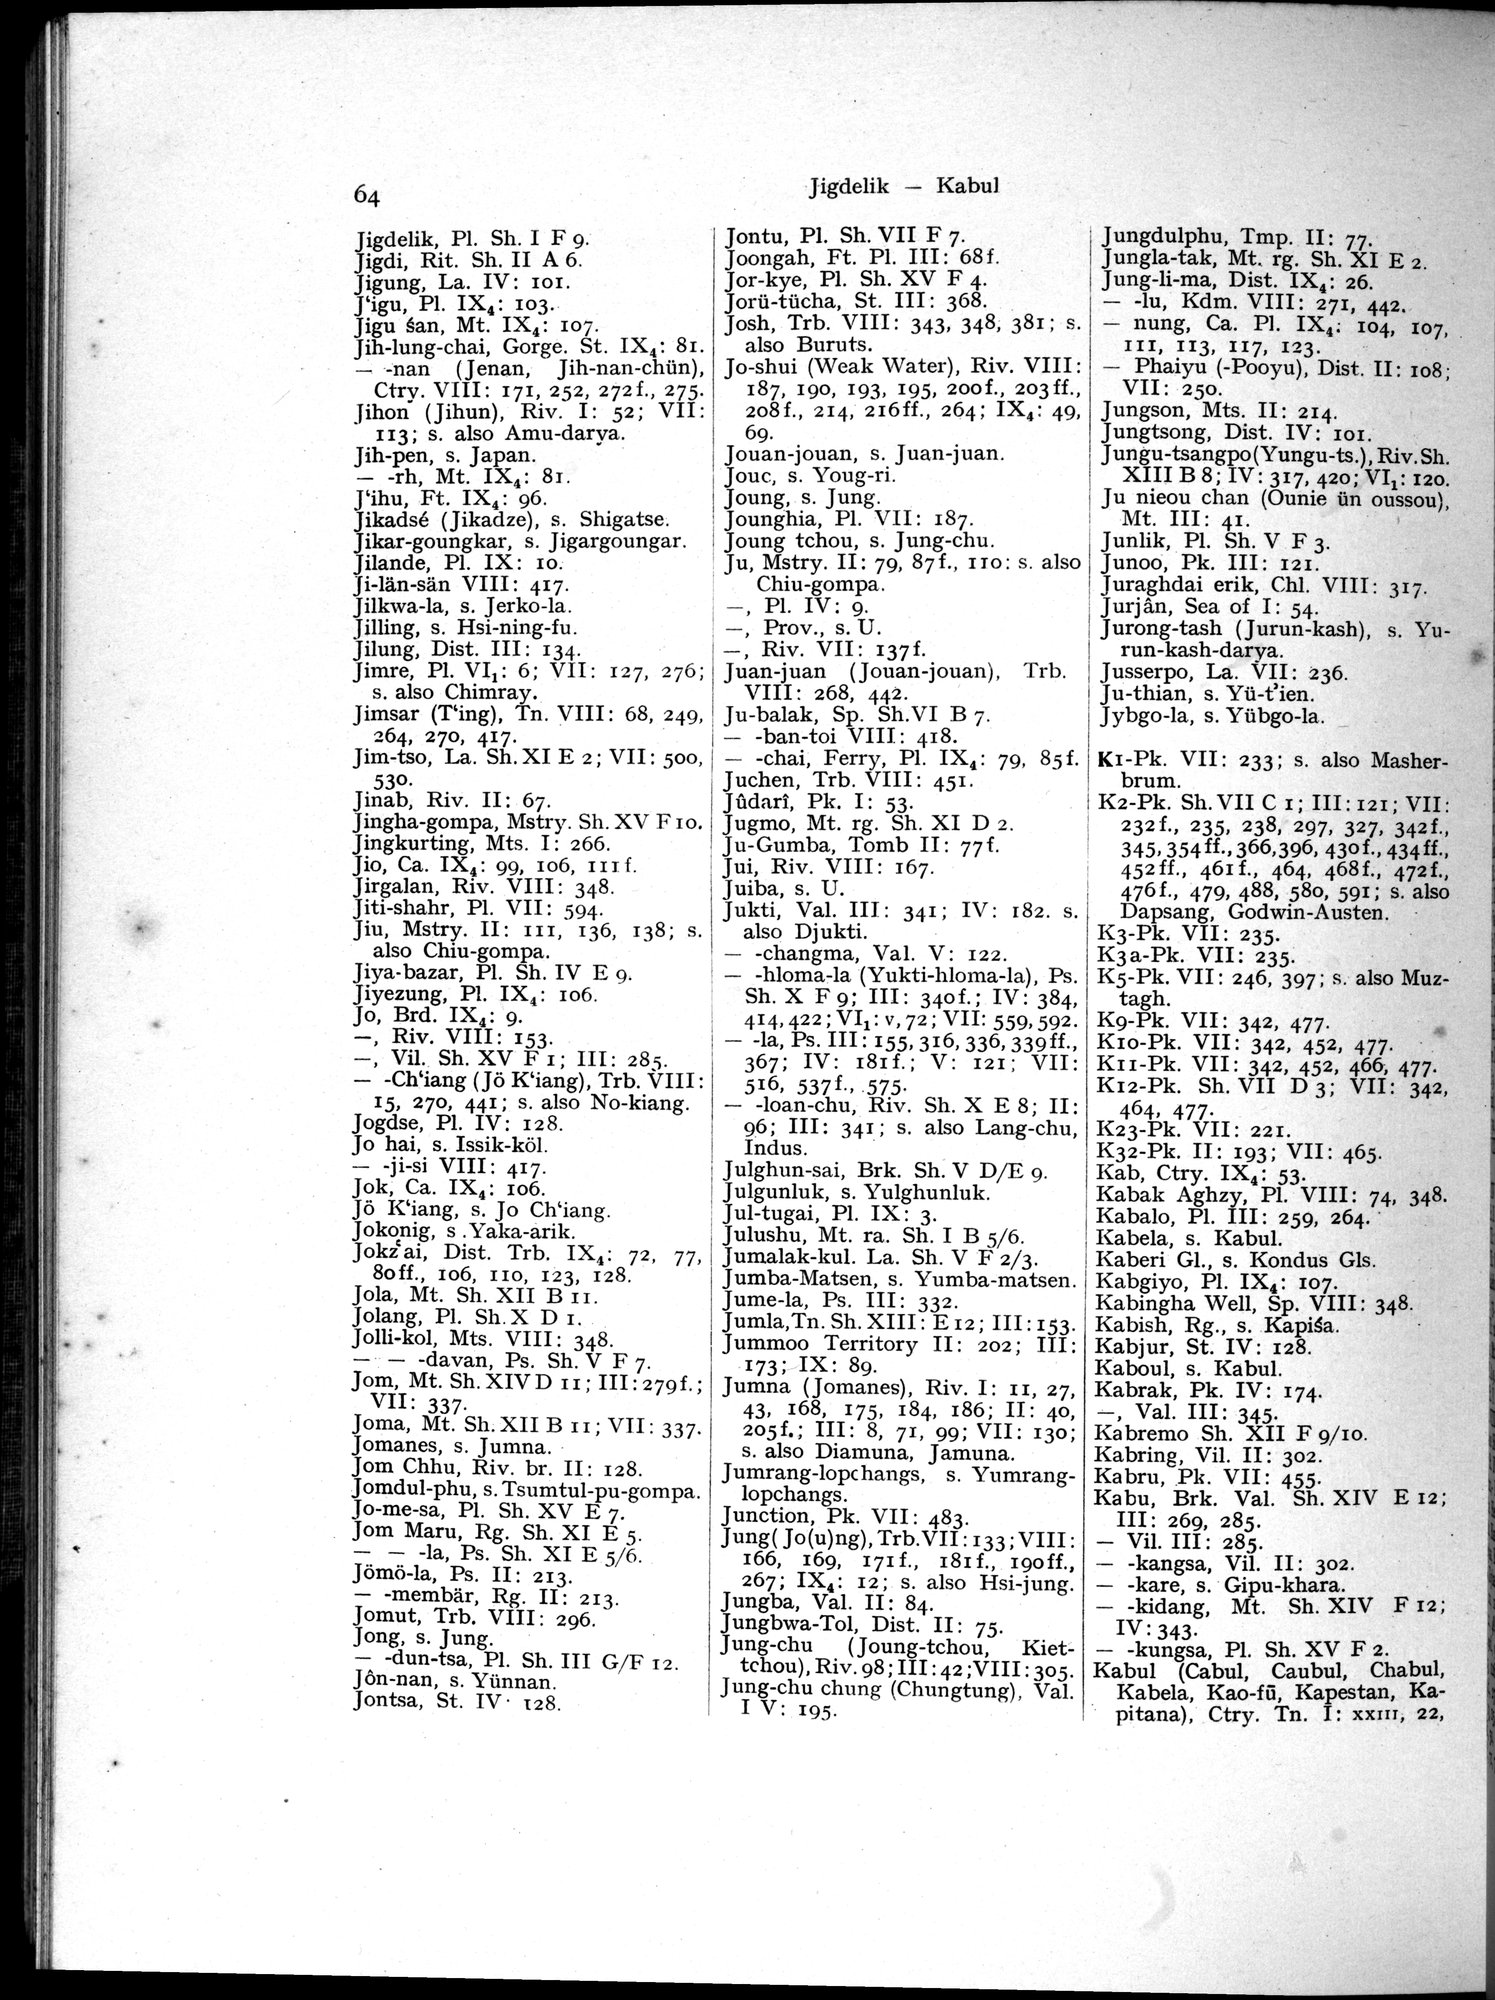 64
Jigdelik — Kabul
Jigdelik, Pl. Sh. I F 9.
Jigdi, Rit. Sh. II A 6.
Jigung, La. IV: 101.
J‘igu, Pl. IX₄: 103.
Jigu śan, Mt. IX₄: 107.
Jih-lung-chai, Gorge. St. IX₄: 81.
— -nan (Jenan, Jih-nan-chün),
Ctry. VIII: 171, 252, 272f., 275.
Jihon (Jihun), Riv. I: 52; VII:
113; s. also Amu-darya.
Jih-pen, s. Japan.
— -rh, Mt. IX₄: 81.
J‘ihu, Ft. IX₄: 96.
Jikadsé (Jikadze), s. Shigatse.
Jikar-goungkar, s. Jigargoungar.
Jilande, Pl. IX: 10.
Ji-län-sän VIII: 417.
Jilkwa-la, s. Jerko-la.
Jilling, s. Hsi-ning-fu.
Jilung, Dist. III: 134.
Jimre, Pl. VI₁: 6; VII: 127, 276;
s. also Chimray.
Jimsar (T‘ing), Tn. VIII: 68, 249,
264, 270, 417.
Jim-tso, La. Sh. XI E 2; VII: 500,
530.
Jinab, Riv. II: 67.
Jingha-gompa, Mstry. Sh. XV F 10.
Jingkurting, Mts. I: 266.
Jio, Ca. IX₄: 99, 106, 111f.
Jirgalan, Riv. VIII: 348.
Jiti-shahr, Pl. VII: 594.
Jiu, Mstry. II: 111, 136, 138; s.
also Chiu-gompa.
Jiya-bazar, Pl. Sh. IV E 9.
Jiyezung, Pl. IX₄: 106.
Jo, Brd. IX₄: 9.
—, Riv. VIII: 153.
—, Vil. Sh. XV F 1; III: 285.
— -Ch‘iang (Jö K‘iang), Trb. VIII:
15, 270, 441; s. also No-kiang.
Jogdse, Pl. IV: 128.
Jo hai, s. Issik-köl.
— -ji-si VIII: 417.
Jok, Ca. IX₄: 106.
Jö K‘iang, s. Jo Ch‘iang.
Jokonig, s . Yaka-arik.
Jokz‘ai, Dist. Trb. IX₄: 72, 77,
80ff., 106, 110, 123, 128.
Jola, Mt. Sh. XII B 11.
Jolang, Pl. Sh. X D 1.
Jolli-kol, Mts. VIII: 348.
— — -davan, Ps. Sh. V F 7.
Jom, Mt. Sh. XIV D 11; III: 279f.;
VII: 337.
Joma, Mt. Sh. XII B 11; VII: 337.
Jomanes, s. Jumna.
Jom Chhu, Riv. br. II: 128.
Jomdul-phu, s. Tsumtul-pu-gompa.
Jo-me-sa, Pl. Sh. XV E 7.
Jom Maru, Rg. Sh. XI E 5.
— — -la, Ps. Sh. XI E 5/6.
Jömö-la, Ps. II: 213.
— -membär, Rg. II: 213.
Jomut, Trb. VIII: 296.
Jong, s. Jung.
— -dun-tsa, Pl. Sh. III G/F 12.
Jôn-nan, s. Yünnan.
Jontsa, St. IV· 128.
Jontu, Pl. Sh. VII F 7.
Joongah, Ft. Pl. III: 68f.
Jor-kye, Pl. Sh. XV F 4.
Jorü-tücha, St. III: 368.
Josh, Trb. VIII: 343, 348, 381; s.
also Buruts.
Jo-shui (Weak Water), Riv. VIII:
187, 190, 193, 195, 200f., 203ff.,
208f., 214, 216ff., 264; IX₄: 49,
69.
Jouan-jouan, s. Juan-juan.
Jouc, s. Youg-ri.
Joung, s. Jung.
Jounghia, Pl. VII: 187.
Joung tchou, s. Jung-chu.
Ju, Mstry. II: 79, 87f., 110: s. also
Chiu-gompa.
—, Pl. IV: 9.
—, Prov., s. U.
—, Riv. VII: 137f.
Juan-juan (Jouan-jouan), Trb.
VIII: 268, 442.
Ju-balak, Sp. Sh. VI B 7.
— -ban-toi VIII: 418.
— -chai, Ferry, Pl. IX₄: 79, 85f.
Juchen, Trb. VIII: 451.
Jûdarî, Pk. I: 53.
Jugmo, Mt. rg. Sh. XI D 2.
Ju-Gumba, Tomb II: 77f.
Jui, Riv. VIII: 167.
Juiba, s. U.
Jukti, Val. III: 341; IV: 182. s.
also Djukti.
— -changma, Val. V: 122.
— -hloma-la (Yukti-hloma-la), Ps.
Sh. X F 9; III: 340f.; IV: 384,
414, 422; VI₁: v, 72; VII: 559, 592.
— -la, Ps. III: 155, 316, 336, 339ff.,
367; IV: 181f.; V: 121; VII:
516, 537f., 575.
— -loan-chu, Riv. Sh. X E 8; II:
96; III: 341; s. also Lang-chu,
Indus.
Julghun-sai, Brk. Sh. V D/E 9.
Julgunluk, s. Yulghunluk.
Jul-tugai, Pl. IX: 3.
Julushu, Mt. ra. Sh. I B 5/6.
Jumalak-kul. La. Sh. V F 2/3.
Jumba-Matsen, s. Yumba-matsen.
Jume-la, Ps. III: 332.
Jumla, Tn. Sh. XIII: E 12; III: 153.
Jummoo Territory II: 202; III:
173; IX: 89.
Jumna (Jomanes), Riv. I: 11, 27,
43, 168, 175, 184, 186; II: 40,
205f.; III: 8, 71, 99; VII: 130;
s. also Diamuna, Jamuna.
Jumrang-lopchangs, s. Yumrang-
lopchangs.
Junction, Pk. VII: 483.
Jung( Jo(u)ng), Trb. VII: 133; VIII:
166, 169, 171f., 181f., 190ff.,
267; IX₄: 12; s. also Hsi-jung.
Jungba, Val. II: 84.
Jungbwa-Tol, Dist. II: 75.
Jung-chu (Joung-tchou, Kiet-
tchou), Riv. 98; III: 42; VIII: 305.
Jung-chu chung (Chungtung), Val.
I V: 195.
Jungdulphu, Tmp. II: 77.
Jungla-tak, Mt. rg. Sh. XI E 2.
Jung-li-ma, Dist. IX₄: 26.
— -lu, Kdm. VIII: 271, 442.
— nung, Ca. Pl. IX₄: 104, 107,
111, 113, 117, 123.
— Phaiyu (-Pooyu), Dist. II: 108;
VII: 250.
Jungson, Mts. II: 214.
Jungtsong, Dist. IV: 101.
Jungu-tsangpo(Yungu-ts.), Riv. Sh.
XIII B 8; IV: 317, 420; VI₁: 120.
Ju nieou chan (Ounie ün oussou),
Mt. III: 41.
Junlik, Pl. Sh. V F 3.
Junoo, Pk. III: 121.
Juraghdai erik, Chl. VIII: 317.
Jurjân, Sea of I: 54.
Jurong-tash (Jurun-kash), s. Yu-
run-kash-darya.
Jusserpo, La. VII: 236.
Ju-thian, s. Yü-t’ien.
Jybgo-la, s. Yübgo-la.
K1-Pk. VII: 233; s. also Masher-
brum.
K2-Pk. Sh. VII C 1; III: 121; VII:
232f., 235, 238, 297, 327, 342f.,
345, 354ff., 366, 396, 430f., 434ff.,
452ff., 461f., 464, 468f., 472f.,
476f., 479, 488, 580, 591; s. also
Dapsang, Godwin-Austen.
K3-Pk. VII: 235.
K3a-Pk. VII: 235.
K5-Pk. VII: 246, 397; s. also Muz-
tagh.
K9-Pk. VII: 342, 477.
K10-Pk. VII: 342, 452, 477.
K11-Pk. VII: 342, 452, 466, 477.
K12-Pk. Sh. VII D 3; VII: 342,
464, 477.
K23-Pk. VII: 221.
K32-Pk. II: 193; VII: 465.
Kab, Ctry. IX₄: 53.
Kabak Aghzy, Pl. VIII: 74, 348.
Kabalo, Pl. III: 259, 264.
Kabela, s. Kabul.
Kaberi Gl., s. Kondus Gls.
Kabgiyo, Pl. IX₄: 107.
Kabingha Well, Sp. VIII: 348.
Kabish, Rg., s. Kapiśa.
Kabjur, St. IV: 128.
Kaboul, s. Kabul.
Kabrak, Pk. IV: 174.
—, Val. III: 345.
Kabremo Sh. XII F 9/10.
Kabring, Vil. II: 302.
Kabru, Pk. VII: 455.
Kabu, Brk. Val. Sh. XIV E 12;
III: 269, 285.
— Vil. III: 285.
— -kangsa, Vil. II: 302.
— -kare, s. Gipu-khara.
— -kidang, Mt. Sh. XIV F 12;
IV: 343.
— -kungsa, Pl. Sh. XV F 2.
Kabul (Cabul, Caubul, Chabul,
Kabela, Kao-fū, Kapestan, Ka-
pitana), Ctry. Tn. I: XXIII, 22,